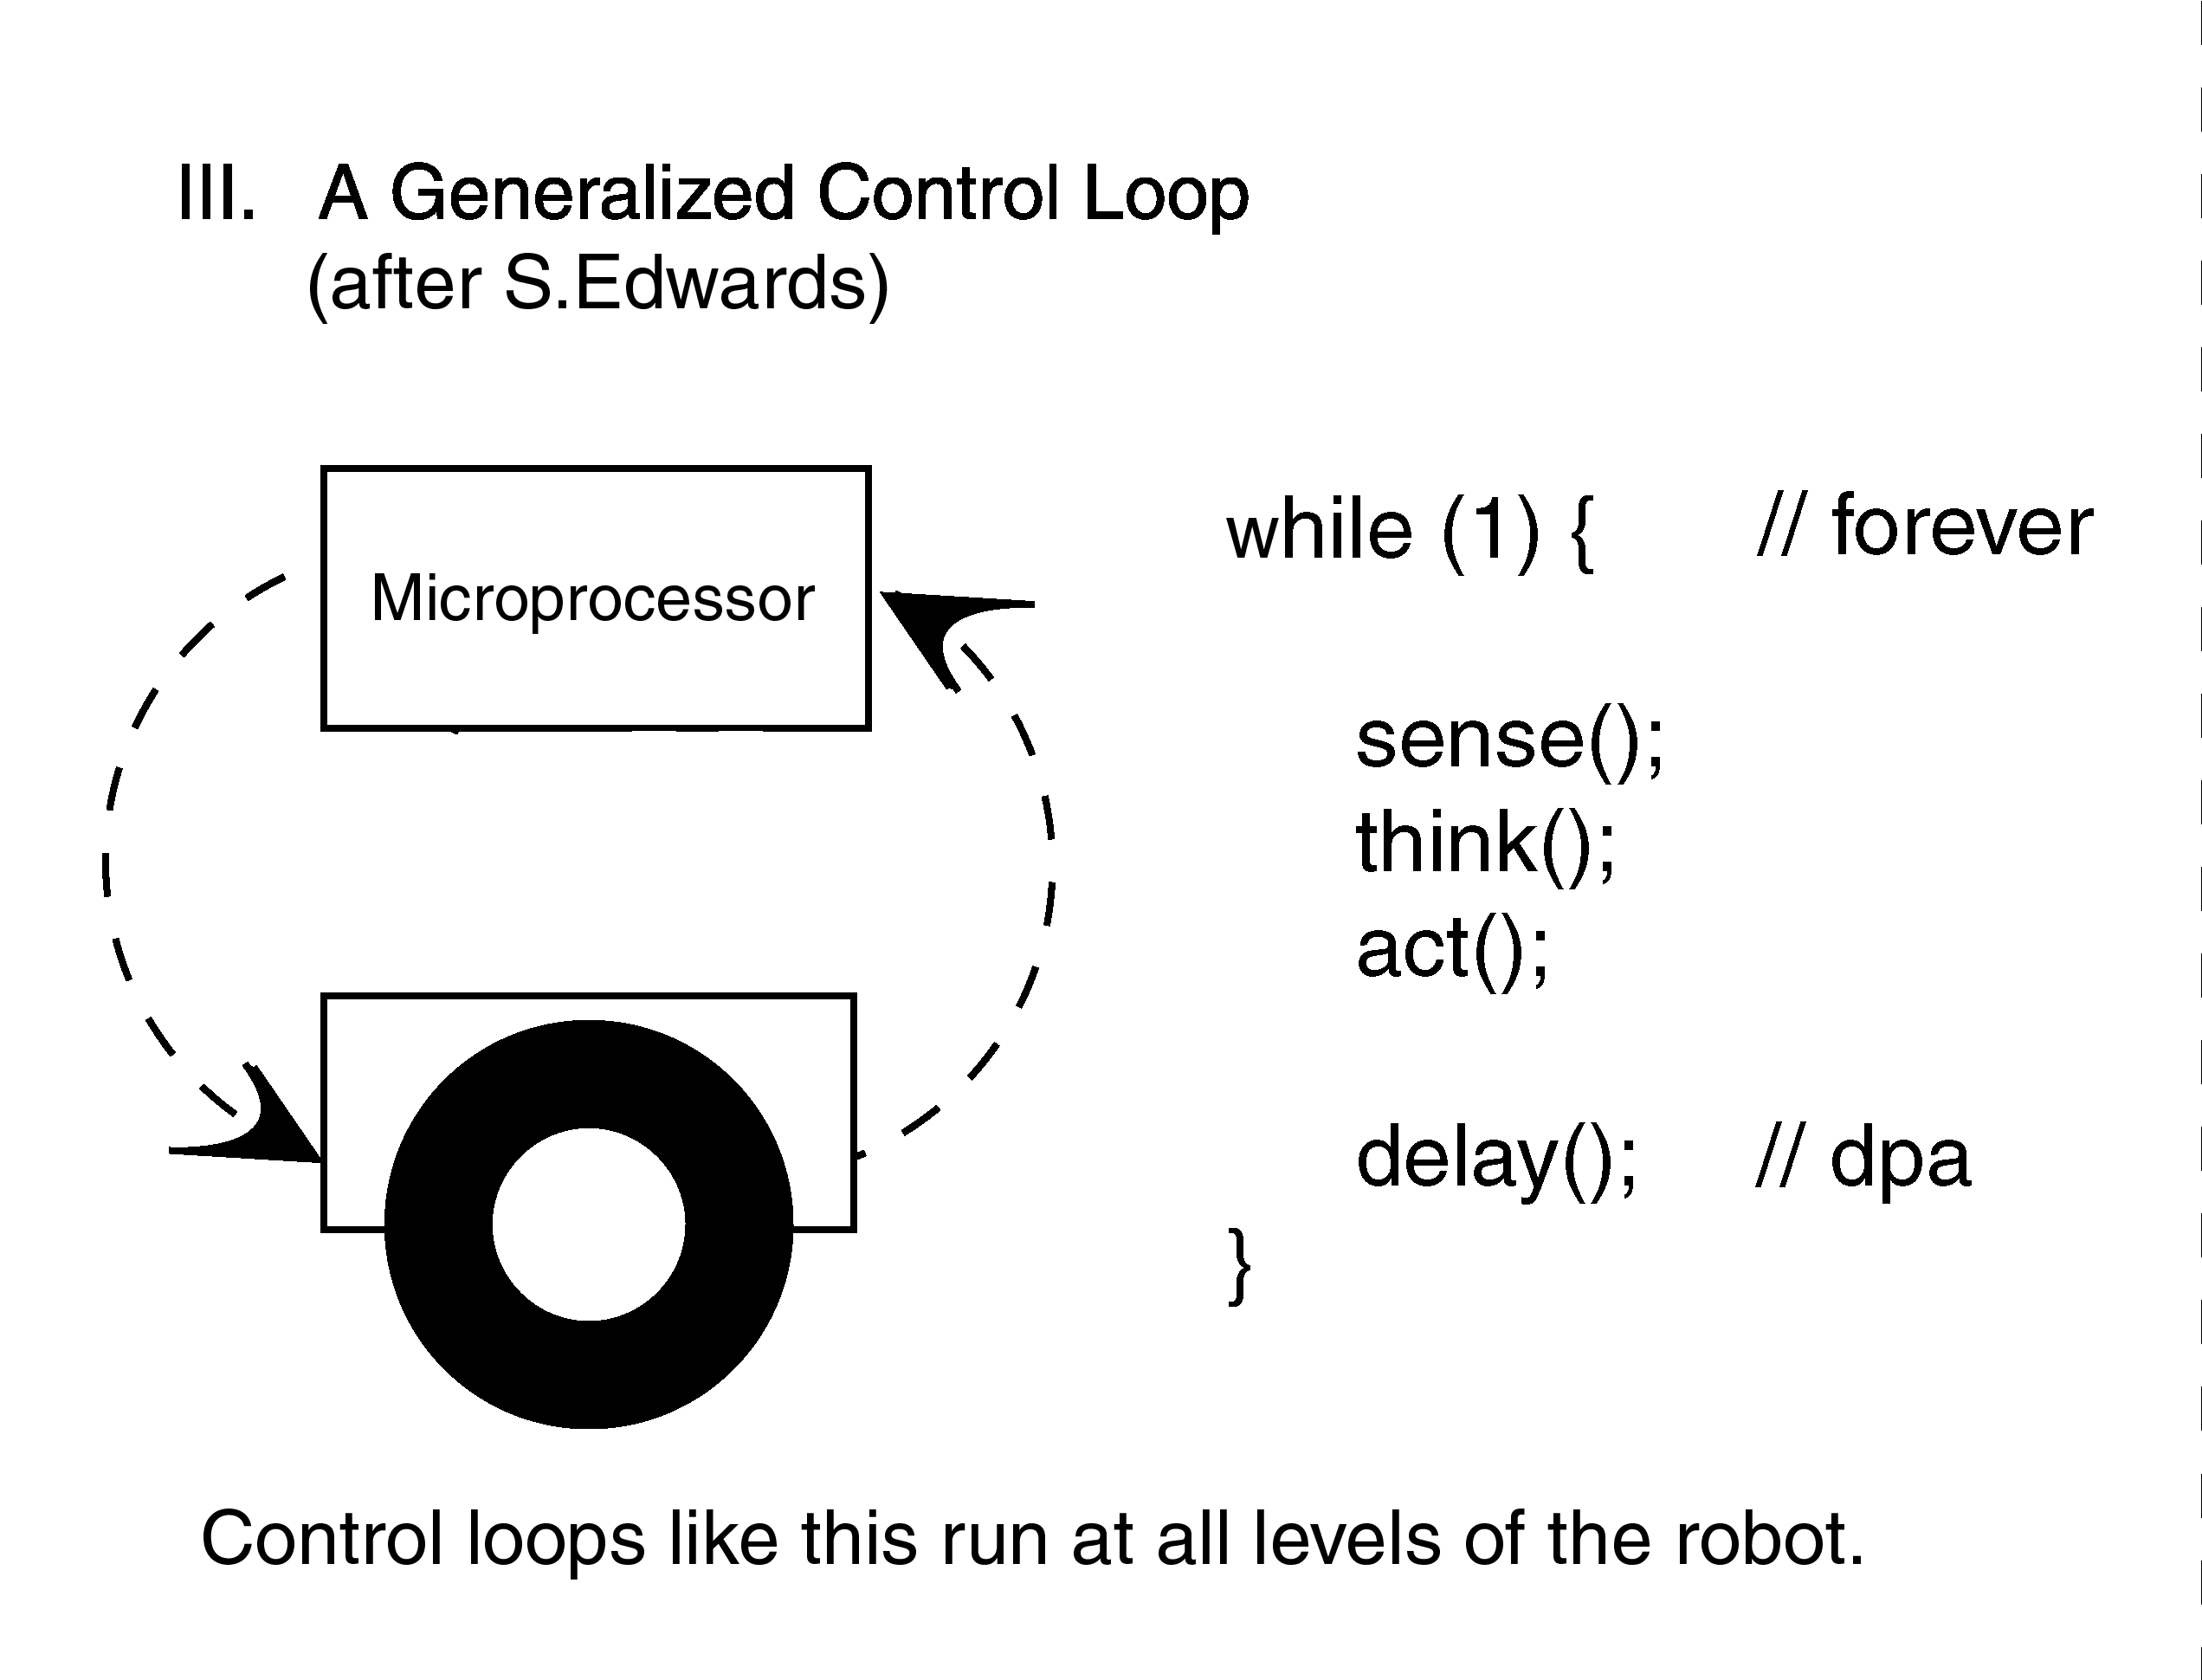 III. A Generalized Control Loop
(after S.Edwards)
Microprocessor
while (1) { // forever
sense();
think();
act();
delay(); // dpa
}
Control loops like this run at all levels of the robot.